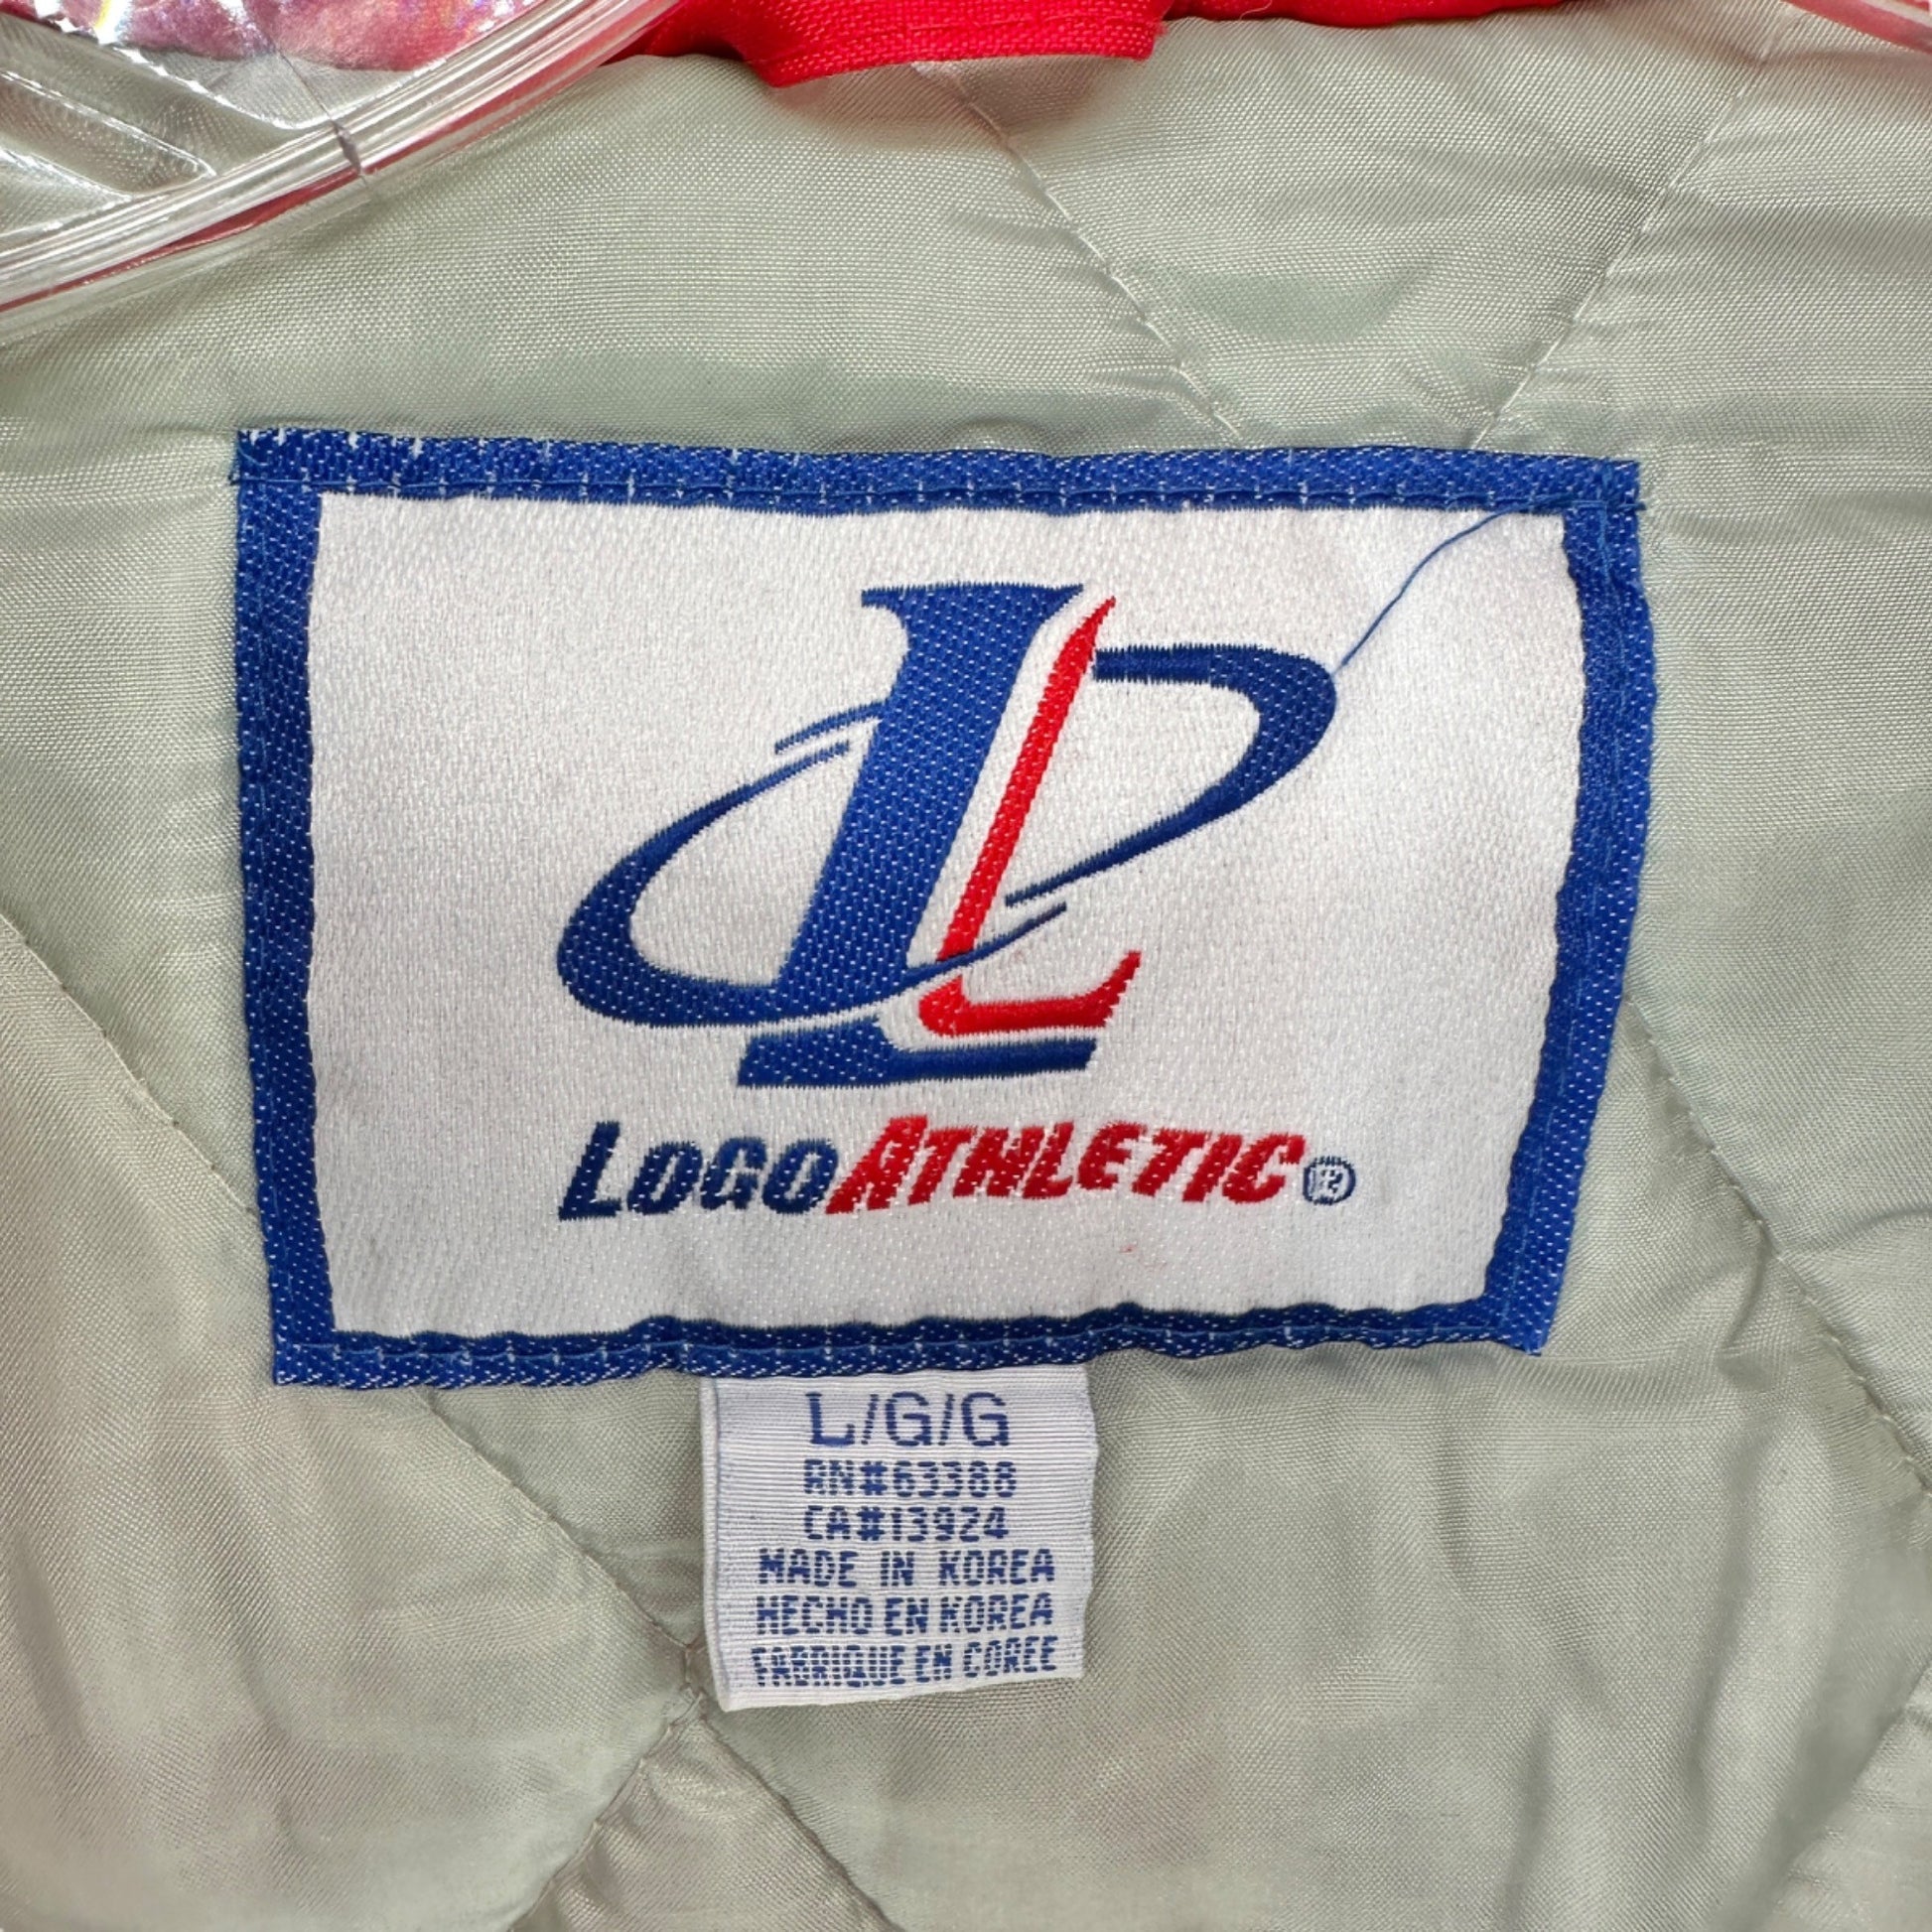 L
LOGOATHLETIC®
L/G/G
RN#63388
CA#13924
MADE IN KOREA
HECHO EN KOREA
FABRIQUE EN COREE